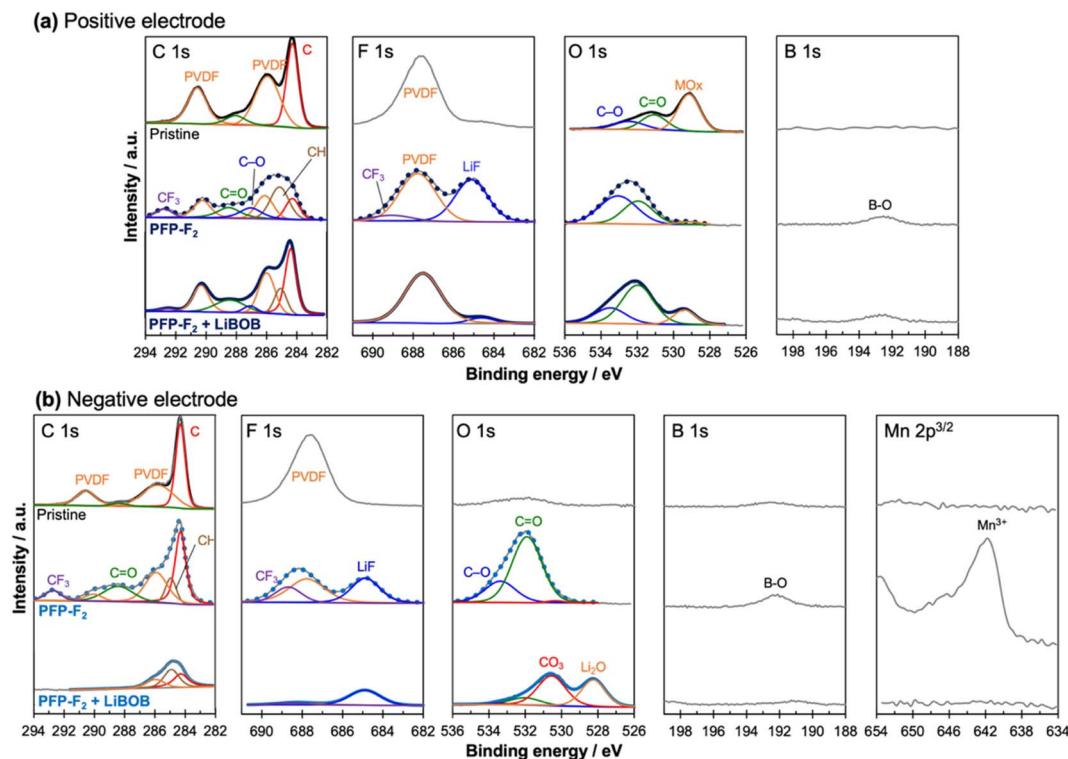 (a) Positive electrode
C 1s
F 1s
O 1s
B 1s
PVDF
PVDF
C
PVDF
C–O
C=O
MOx
Pristine
CF3
C=O
C–O
CH
CF3
PVDF
LiF
B-O
PFP-F2
PFP-F2 + LiBOB
Intensity / a.u.
294 292 290 288 286 284 282
690 688 686 684 682
536 534 532 530 528 526
198 196 194 192 190 188
Binding energy / eV
(b) Negative electrode
C 1s
F 1s
O 1s
B 1s
Mn 2p3/2
PVDF
PVDF
C
PVDF
Pristine
CF3
C=O
CH
CF3
LiF
C–O
C=O
B-O
Mn3+
PFP-F2
CO3
Li2O
PFP-F2 + LiBOB
Intensity / a.u.
294 292 290 288 286 284 282
690 688 686 684 682
536 534 532 530 528 526
198 196 194 192 190 188
654 650 646 642 638 634
Binding energy / eV